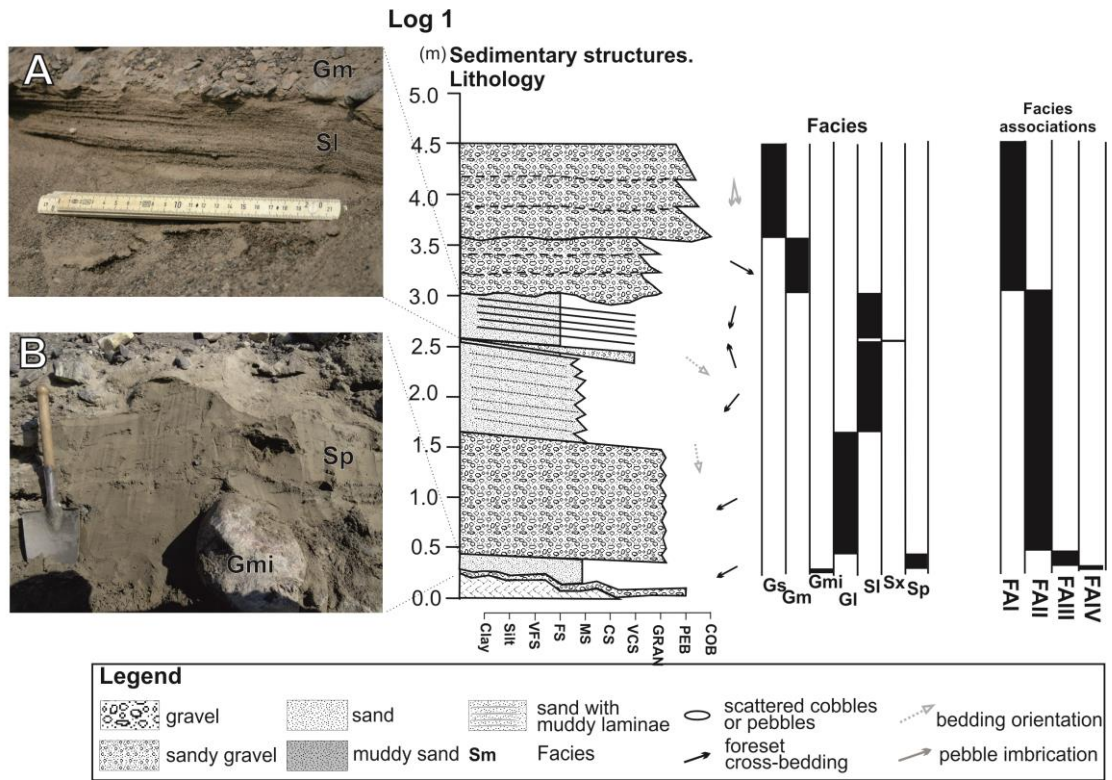 Log 1
A
Gm
Sl
B
Sp
Gmi
(m) Sedimentary structures.
Lithology
5.0
4.5
4.0
3.5
3.0
2.5
2.0
1.5
1.0
0.5
0.0
Clay
Silt
VFS
FS
MS
CS
VCS
GRAN
PEB
COB
Facies
Gs
Gm
Gmi
Gl
Sl
Sx
Sp
Facies
associations
FAI
FAII
FAIII
FAIV
Legend
gravel
sand
sand with
muddy laminae
scattered cobbles
or pebbles
bedding orientation
sandy gravel
muddy sand
Sm Facies
foreset
cross-bedding
pebble imbrication